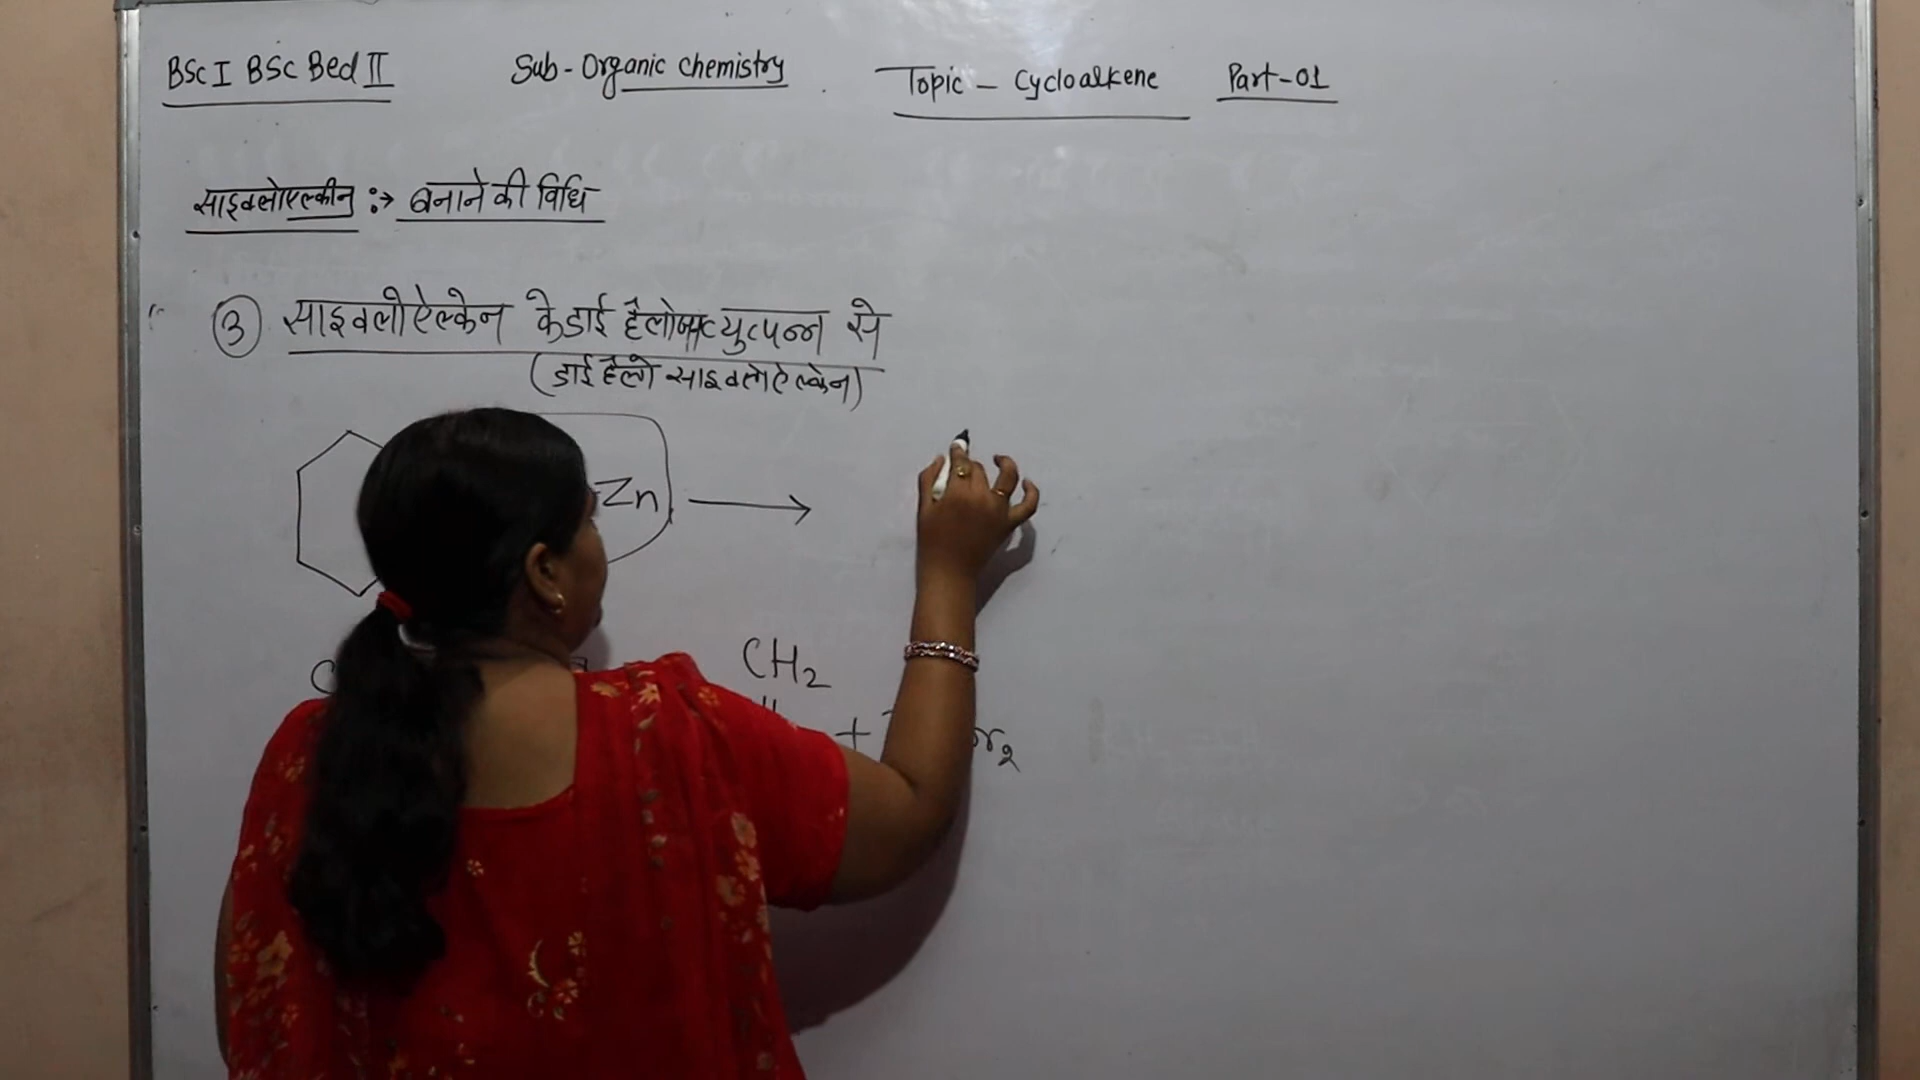 BSc I BSc Bed II Sub-Organic chemistry Topic - Cycloalkene Part-01
साइक्लोएल्कीन :→ बनाने की विधि
③ साइक्लोऐल्केन के डाई हैलोव्युत्पन्न से
(डाई हैलो साइक्लोऐल्केन)
Zn →
CH2
+